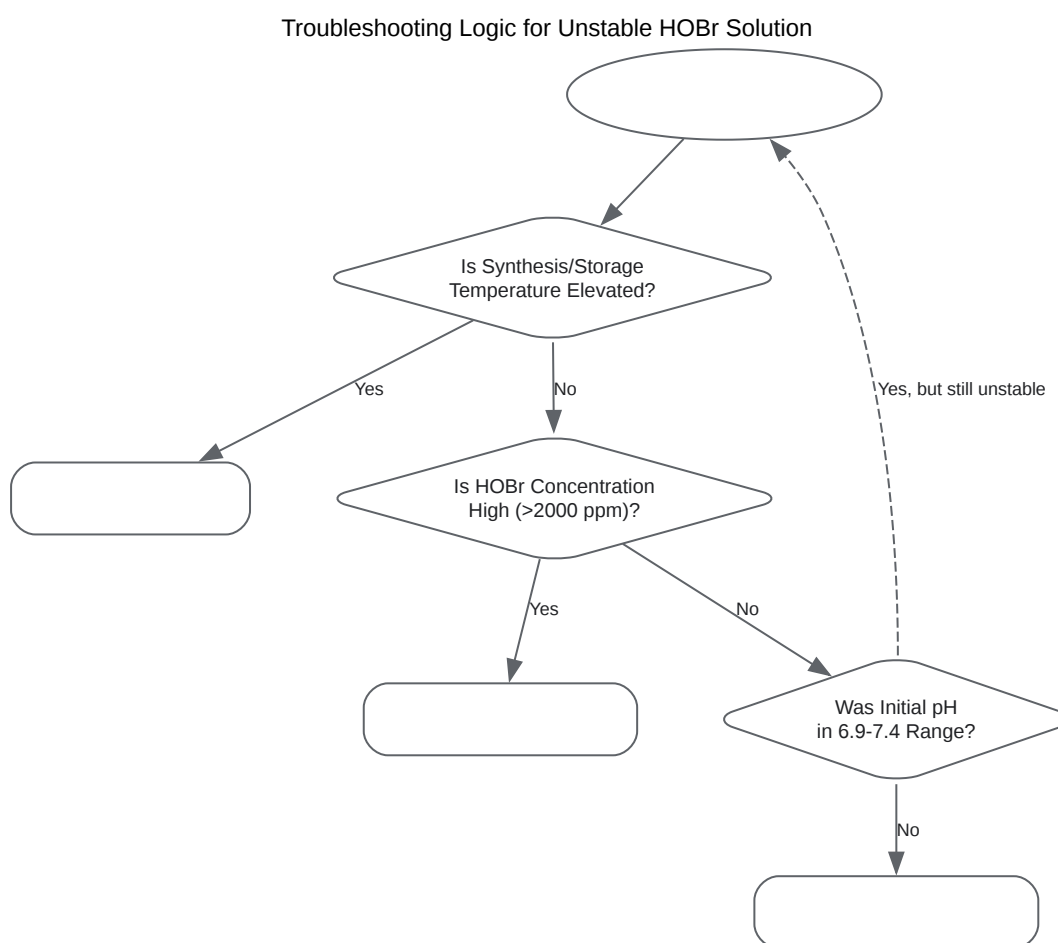 Troubleshooting Logic for Unstable HOBr Solution
Is Synthesis/Storage
Temperature Elevated?
Yes
No
Yes, but still unstable
Is HOBr Concentration
High (>2000 ppm)?
Yes
No
Was Initial pH
in 6.9-7.4 Range?
No